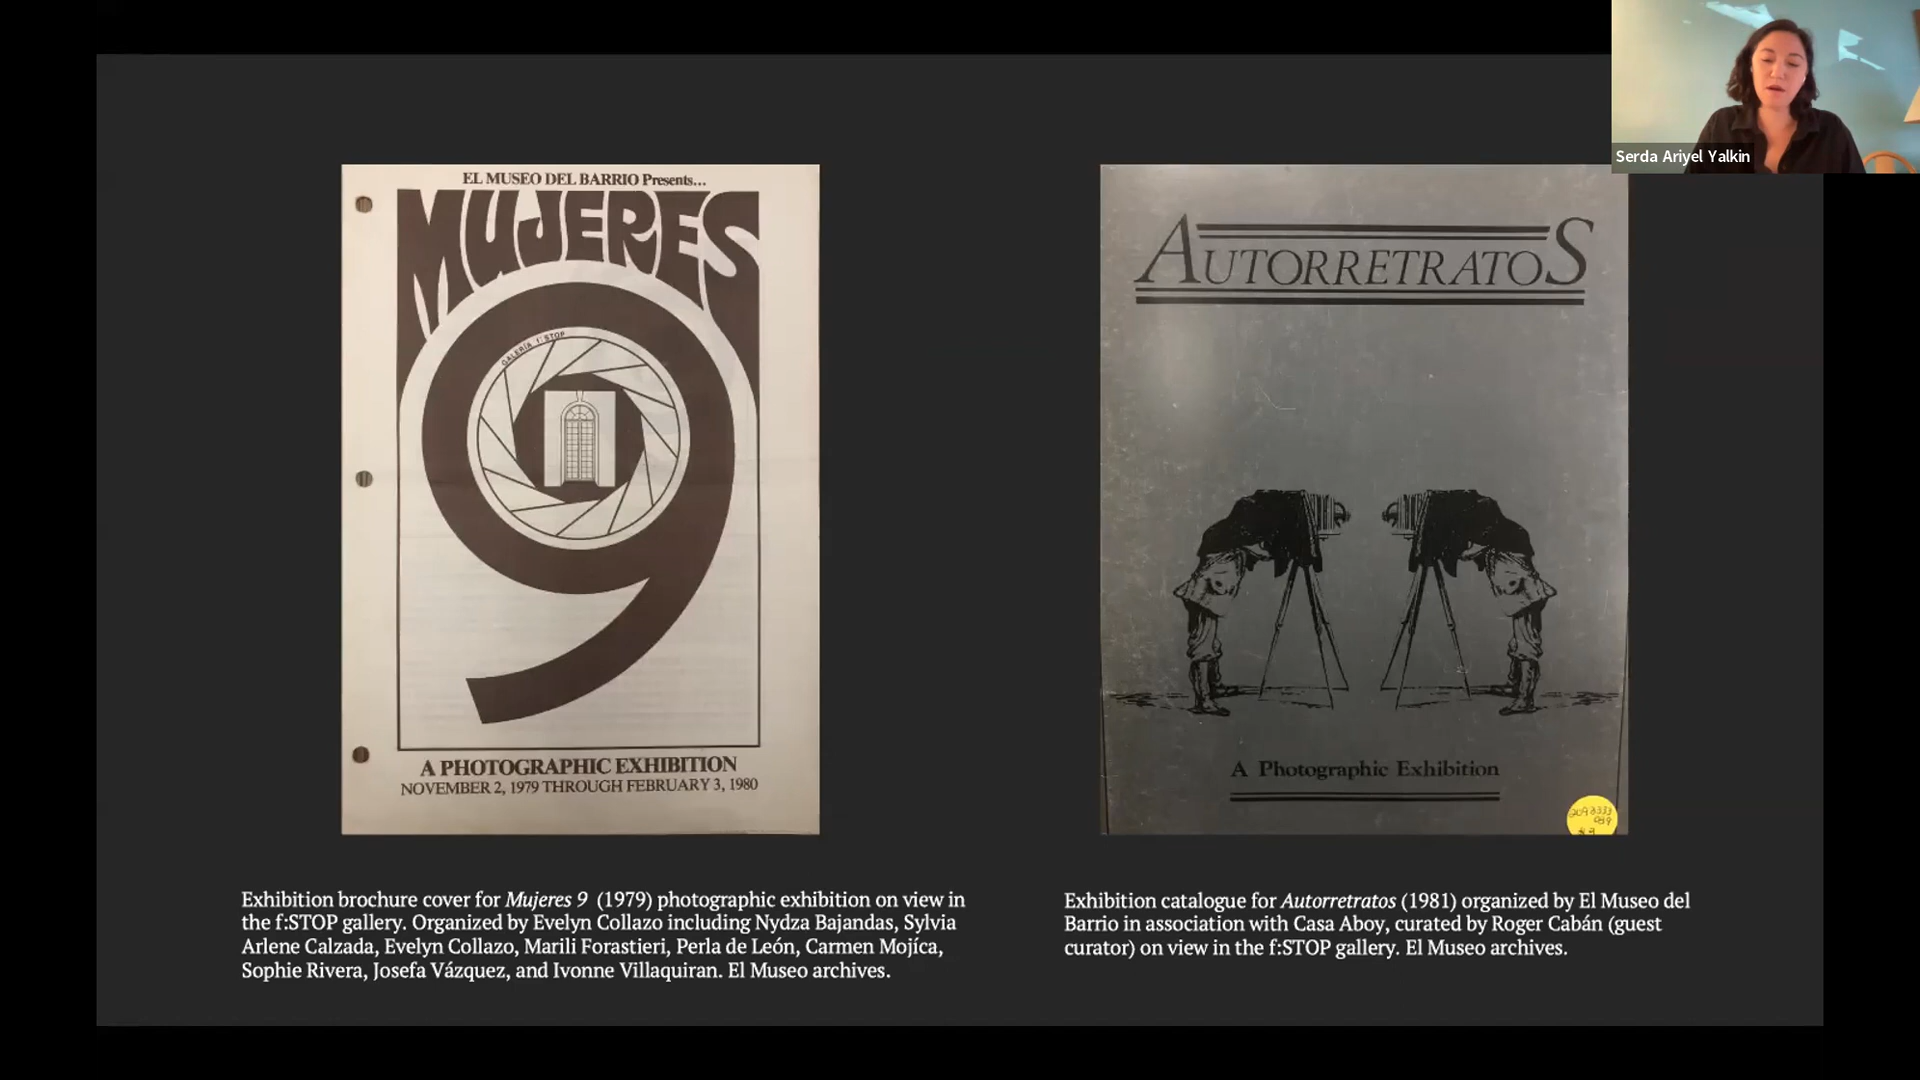 Serda Ariyel Yalkin
EL MUSEO DEL BARRIO Presents...
MUJERES
9
GALERÍA f:STOP
A PHOTOGRAPHIC EXHIBITION
NOVEMBER 2, 1979 THROUGH FEBRUARY 3, 1980
AUTORRETRATOS
A Photographic Exhibition
Exhibition brochure cover for Mujeres 9 (1979) photographic exhibition on view in
the f:STOP gallery. Organized by Evelyn Collazo including Nydza Bajandas, Sylvia
Arlene Calzada, Evelyn Collazo, Marili Forastieri, Perla de León, Carmen Mojíca,
Sophie Rivera, Josefa Vázquez, and Ivonne Villaquiran. El Museo archives.
Exhibition catalogue for Autorretratos (1981) organized by El Museo del
Barrio in association with Casa Aboy, curated by Roger Cabán (guest
curator) on view in the f:STOP gallery. El Museo archives.